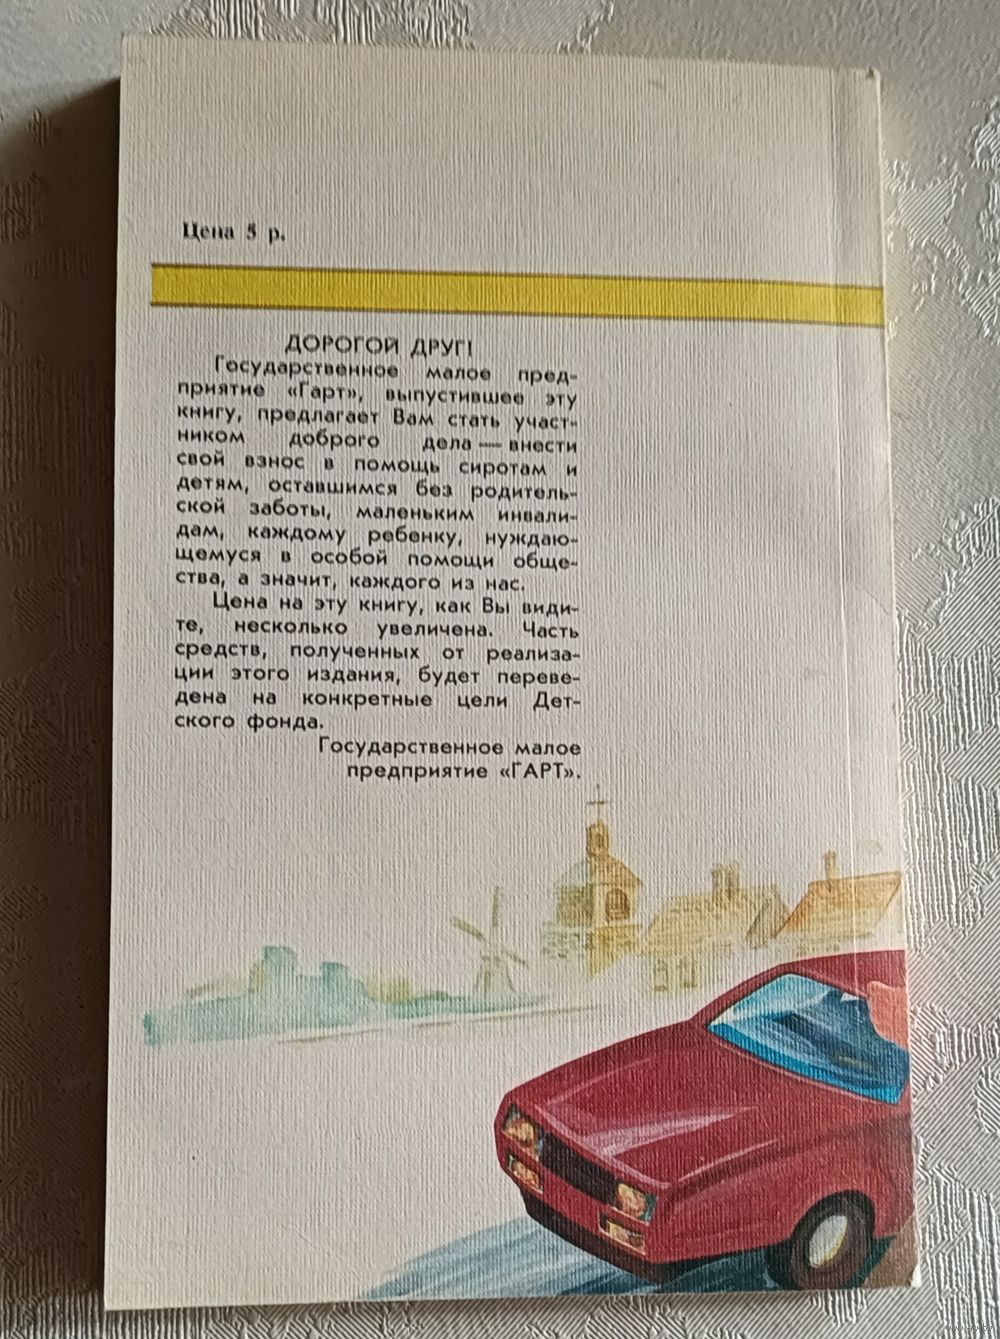 Цена 5 р.
ДОРОГОЙ ДРУГ!
Государственное малое пред-
приятие «Гарт», выпустившее эту
книгу, предлагает Вам стать участ-
ником доброго дела — внести
свой взнос в помощь сиротам и
детям, оставшимся без родитель-
ской заботы, маленьким инвали-
дам, каждому ребенку, нуждаю-
щемуся в особой помощи обще-
ства, а значит, каждого из нас.
Цена на эту книгу, как Вы види-
те, несколько увеличена. Часть
средств, полученных от реализа-
ции этого издания, будет переве-
дена на конкретные цели Дет-
ского фонда.
Государственное малое
предприятие «ГАРТ».